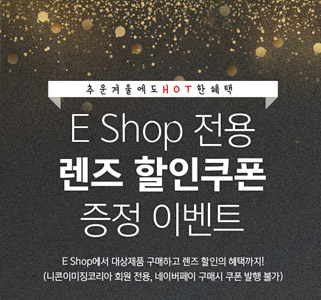 추운겨울에도HOT한혜택
E Shop 전용
렌즈 할인쿠폰
증정 이벤트
E Shop에서 대상제품 구매하고 렌즈 할인의 혜택까지!
(니콘이미징코리아 회원 전용, 네이버페이 구매시 쿠폰 발행 불가)